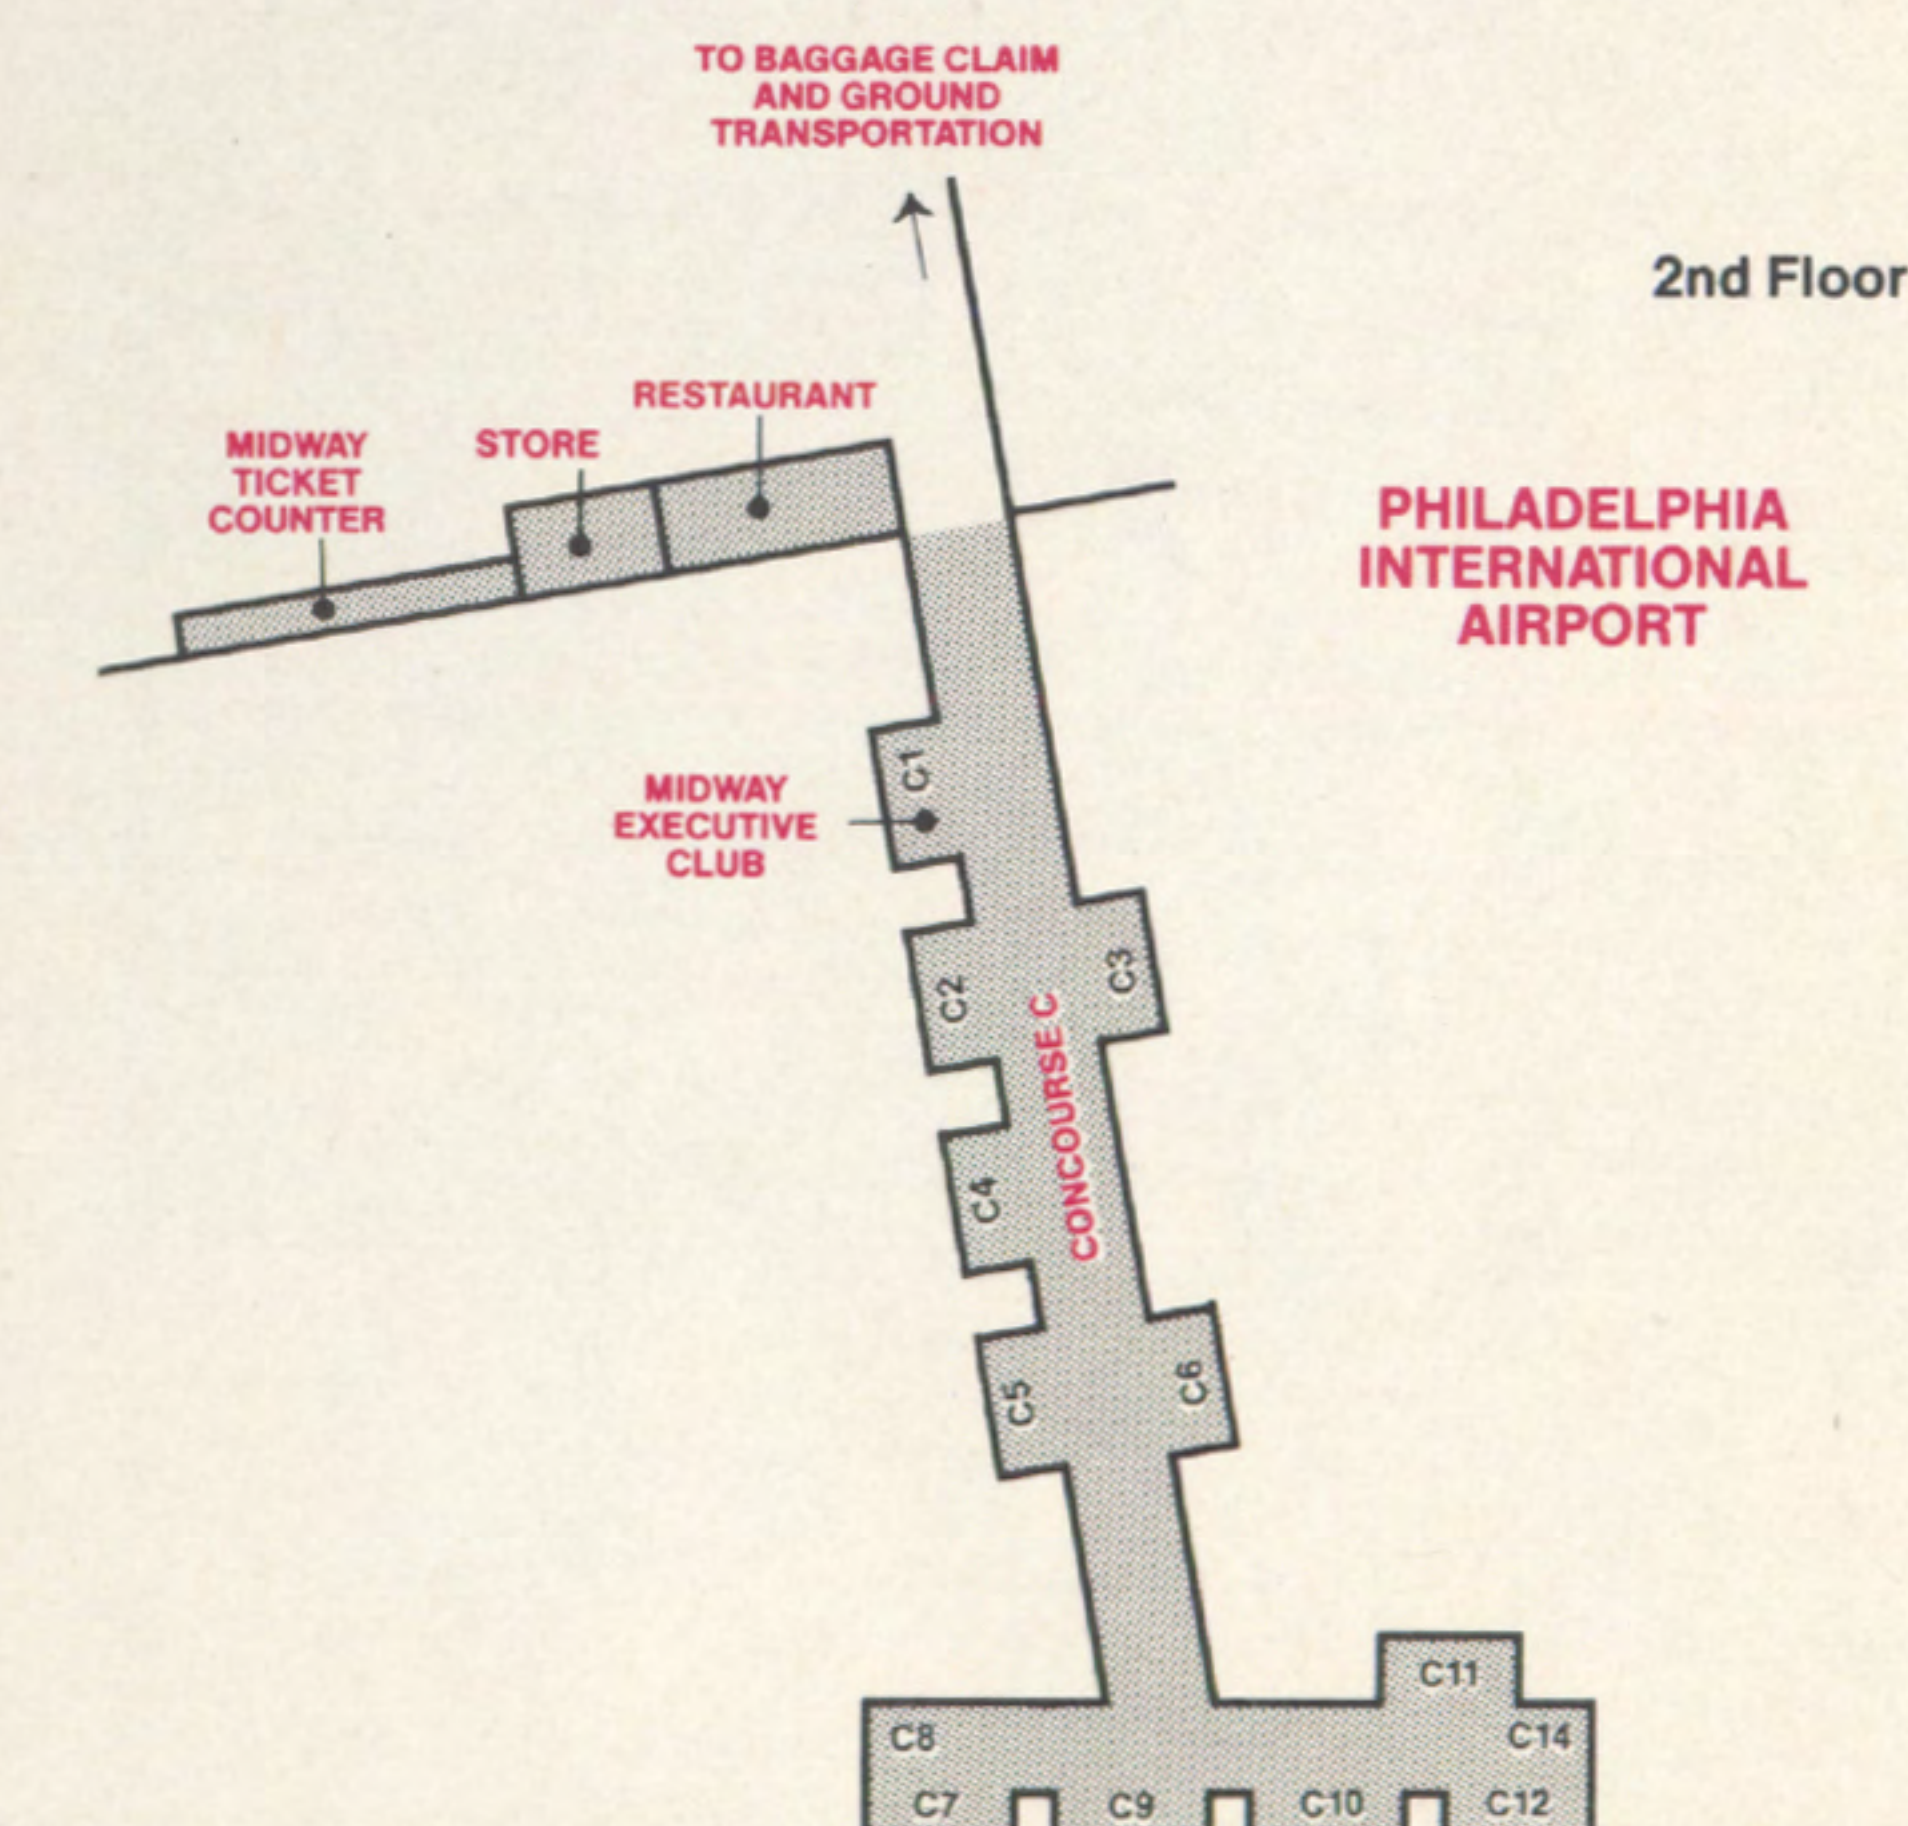 TO BAGGAGE CLAIM
AND GROUND
TRANSPORTATION
2nd Floor
RESTAURANT
STORE
MIDWAY
TICKET
COUNTER
PHILADELPHIA
INTERNATIONAL
AIRPORT
C1
MIDWAY
EXECUTIVE
CLUB
C2
C3
CONCOURSE C
C4
C5
C6
C11
C8
C14
C7
C9
C10
C12